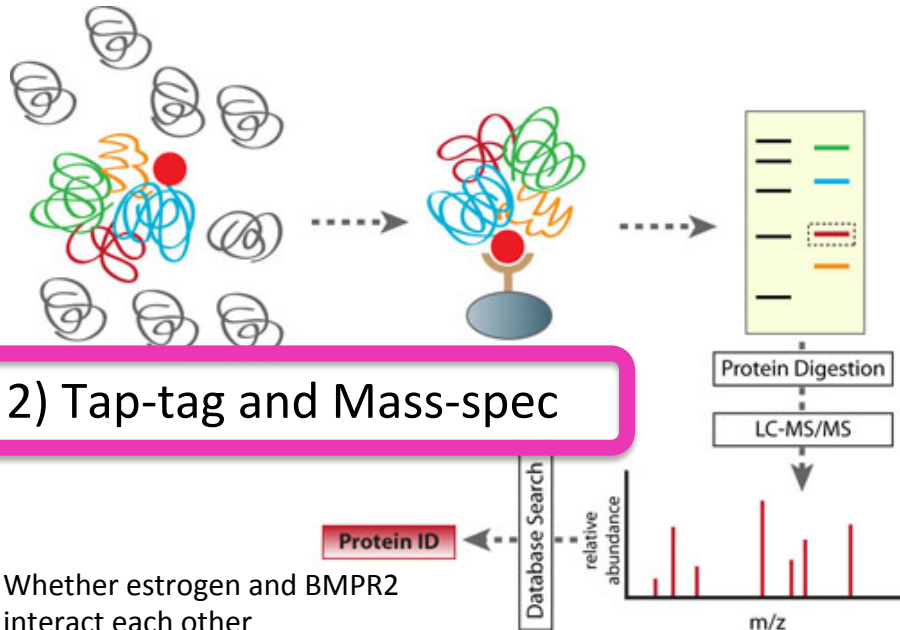 2) Tap-tag and Mass-spec
Protein Digestion
LC-MS/MS
Database Search
Protein ID
relative
abundance
m/z
Whether estrogen and BMPR2
interact each other